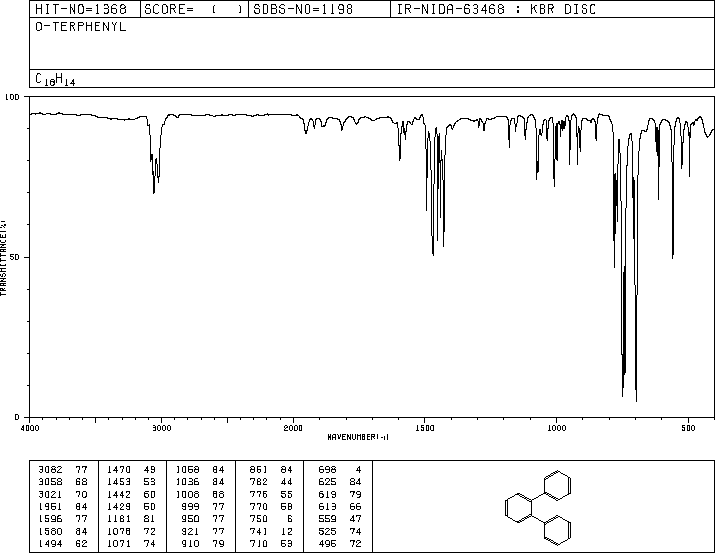 HIT-NO=1368 SCORE= ( ) SDBS-NO=1198 IR-NIDA-63468 : KBR DISC
O-TERPHENYL
C18H14
100
50
0
TRANSMITTANCE(%)
4000 3000 2000 1500 1000 500
WAVENUMBER(-1)
3082 77 1470 49 1058 84 861 84 698 4
3058 68 1453 53 1036 84 782 44 625 84
3021 70 1442 60 1008 68 776 55 619 79
1951 84 1429 50 999 77 770 58 613 66
1596 77 1181 81 950 77 750 6 559 47
1580 84 1078 72 921 77 741 12 525 74
1494 62 1071 74 910 79 710 53 496 72